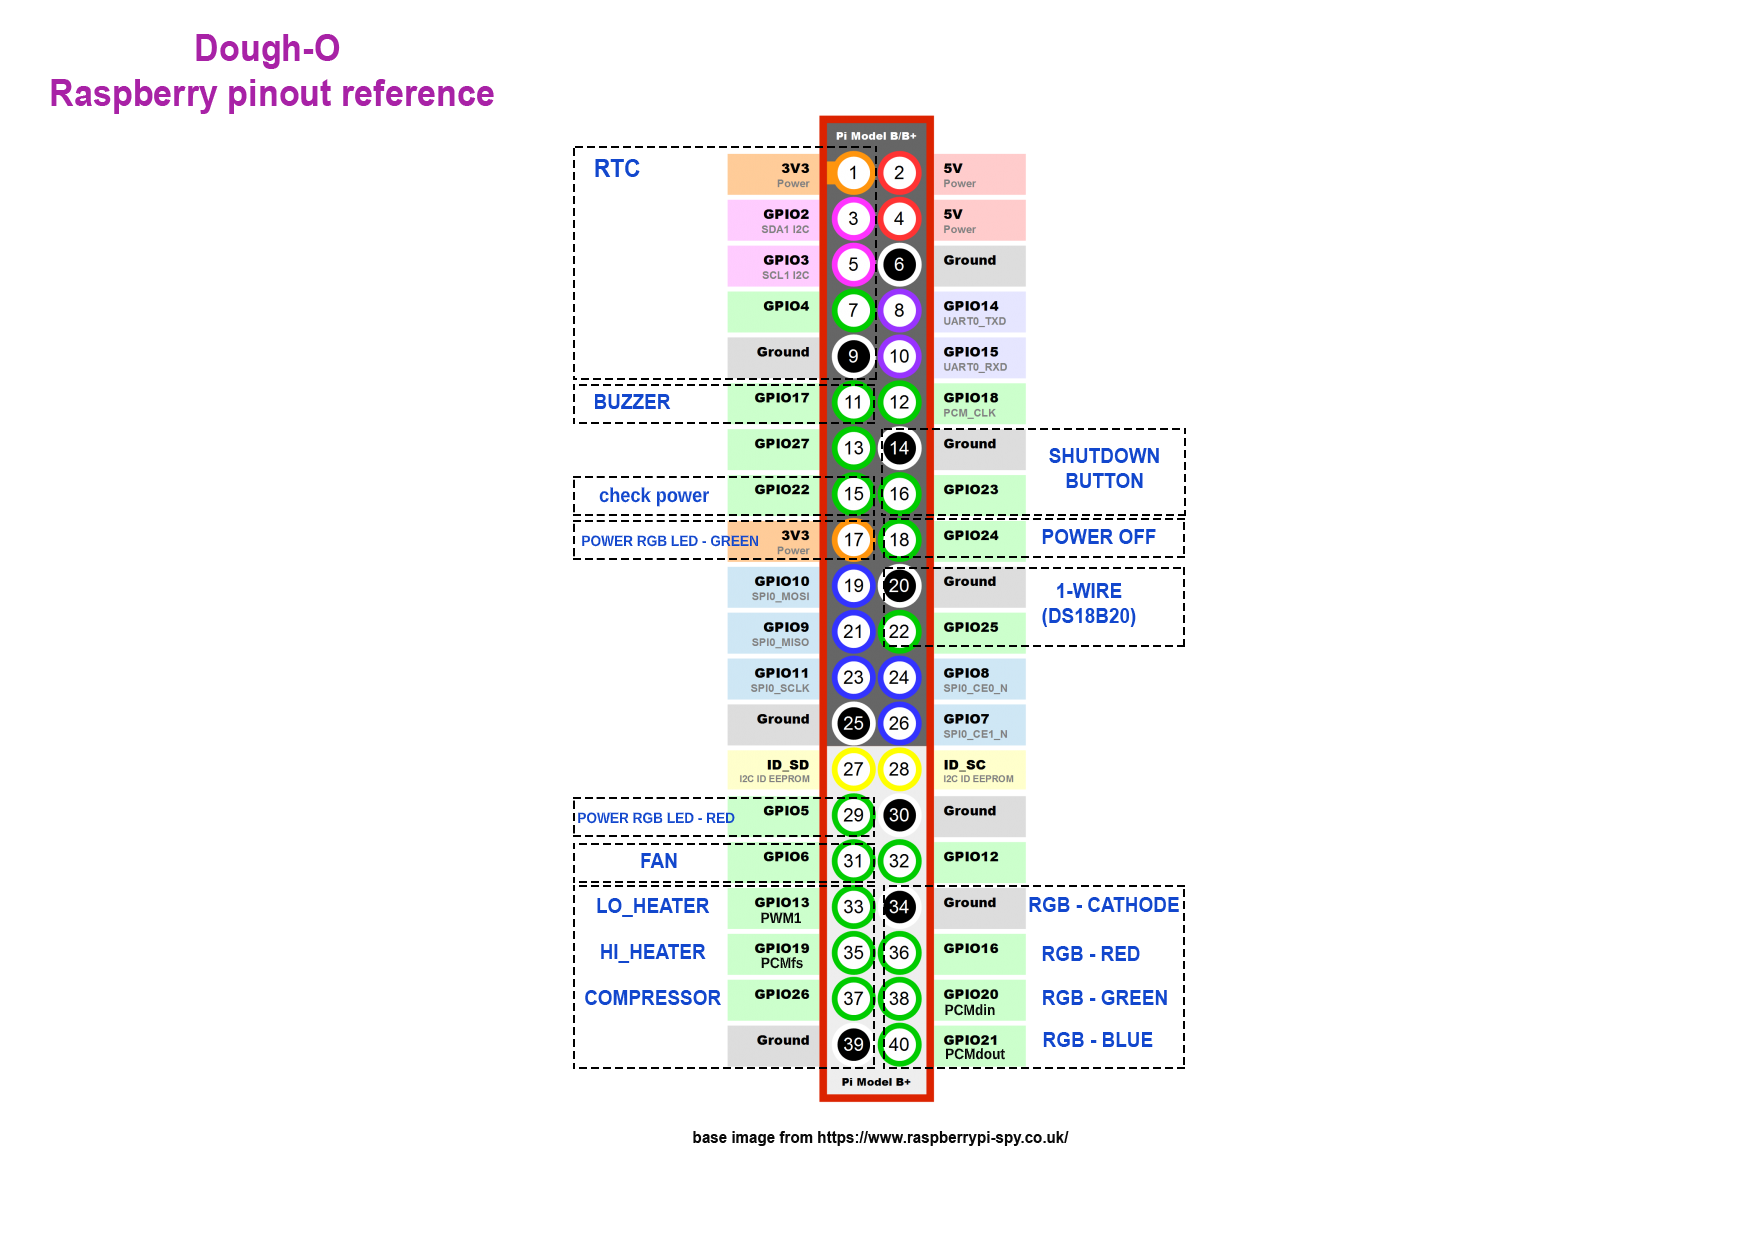 Dough-O
Raspberry pinout reference
Pi Model B/B+
RTC
3V3
Power
1
2
5V
Power
GPIO2
SDA1 I2C
3
4
5V
Power
GPIO3
SCL1 I2C
5
6
Ground
GPIO4
7
8
GPIO14
UART0_TXD
Ground
9
10
GPIO15
UART0_RXD
BUZZER
GPIO17
11
12
GPIO18
PCM_CLK
GPIO27
13
14
Ground
SHUTDOWN
BUTTON
check power
GPIO22
15
16
GPIO23
POWER RGB LED - GREEN
3V3
Power
17
18
GPIO24
POWER OFF
GPIO10
SPI0_MOSI
19
20
Ground
1-WIRE
(DS18B20)
GPIO9
SPI0_MISO
21
22
GPIO25
GPIO11
SPI0_SCLK
23
24
GPIO8
SPI0_CE0_N
Ground
25
26
GPIO7
SPI0_CE1_N
ID_SD
I2C ID EEPROM
27
28
ID_SC
I2C ID EEPROM
POWER RGB LED - RED
GPIO5
29
30
Ground
FAN
GPIO6
31
32
GPIO12
LO_HEATER
GPIO13
PWM1
33
34
Ground
RGB - CATHODE
HI_HEATER
GPIO19
PCMfs
35
36
GPIO16
RGB - RED
COMPRESSOR
GPIO26
37
38
GPIO20
PCMdin
RGB - GREEN
Ground
39
40
GPIO21
PCMdout
RGB - BLUE
Pi Model B+
base image from https://www.raspberrypi-spy.co.uk/